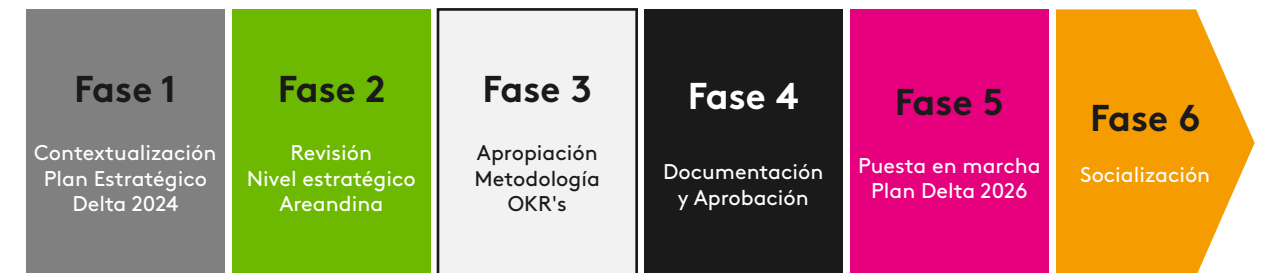 Fase 1
Contextualización
Plan Estratégico
Delta 2024
Fase 2
Revisión
Nivel estratégico
Areandina
Fase 3
Apropiación
Metodología
OKR's
Fase 4
Documentación
y Aprobación
Fase 5
Puesta en marcha
Plan Delta 2026
Fase 6
Socialización